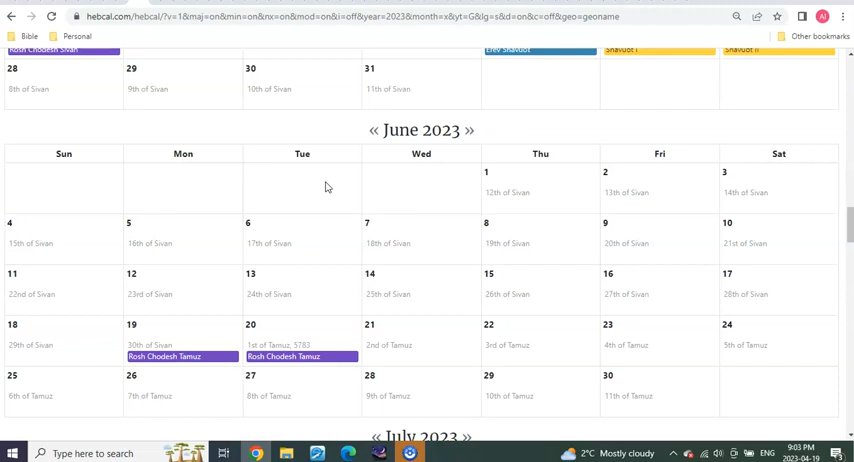 hebcal.com/hebcal/?v=1&maj=on&min=on&nx=on&mod=on&i=off&year=2023&month=x&yt=G&lg=s&d=on&c=off&geo=geoname
AI
Bible Personal Other bookmarks
Rosh Chodesh Sivan Erev Shavuot Shavuot I Shavuot II
28 29 30 31
8th of Sivan 9th of Sivan 10th of Sivan 11th of Sivan
« June 2023 »
Sun Mon Tue Wed Thu Fri Sat
1 2 3
12th of Sivan 13th of Sivan 14th of Sivan
4 5 6 7 8 9 10
15th of Sivan 16th of Sivan 17th of Sivan 18th of Sivan 19th of Sivan 20th of Sivan 21st of Sivan
11 12 13 14 15 16 17
22nd of Sivan 23rd of Sivan 24th of Sivan 25th of Sivan 26th of Sivan 27th of Sivan 28th of Sivan
18 19 20 21 22 23 24
29th of Sivan 30th of Sivan 1st of Tamuz, 5783 2nd of Tamuz 3rd of Tamuz 4th of Tamuz 5th of Tamuz
Rosh Chodesh Tamuz Rosh Chodesh Tamuz
25 26 27 28 29 30
6th of Tamuz 7th of Tamuz 8th of Tamuz 9th of Tamuz 10th of Tamuz 11th of Tamuz
« July 2023 »
Type here to search 2°C Mostly cloudy ENG 9:03 PM
2023-04-19 3